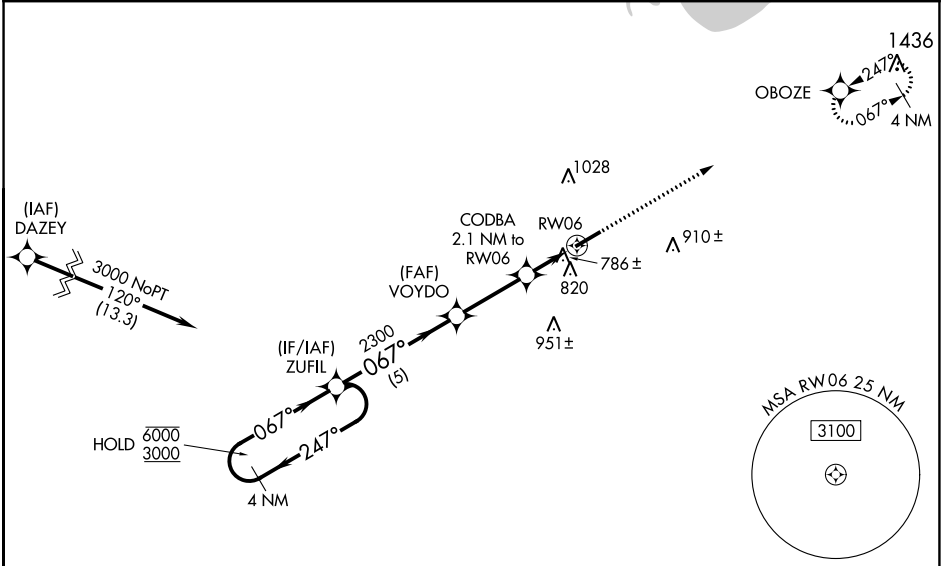 1436
247°
OBOZE
067°
4 NM
1028
(IAF)
DAZEY
CODBA
2.1 NM to
RW06
RW06
910±
786±
820
3000 NoPT
120°
(13.3)
(FAF)
VOYDO
951±
(IF/IAF)
ZUFIL
2300
067°
(5)
MSA RW06 25 NM
3100
067°
247°
HOLD
6000
3000
4 NM